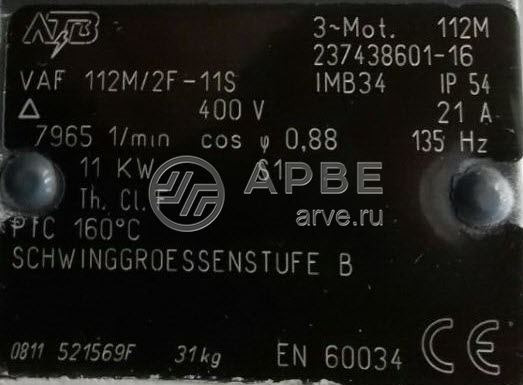 ATB 3~Mot. 112M
237438601-16
VAF 112M/2F-11S IMB34 IP 54
Δ 400 V 21 A
7965 1/min cos φ 0,88 135 Hz
11 KW S1
Th. Cl. F
PTC 160°C
АРВЕ
arve.ru
SCHWINGGROESSENSTUFE B
0811 521569F 31kg EN 60034 CE